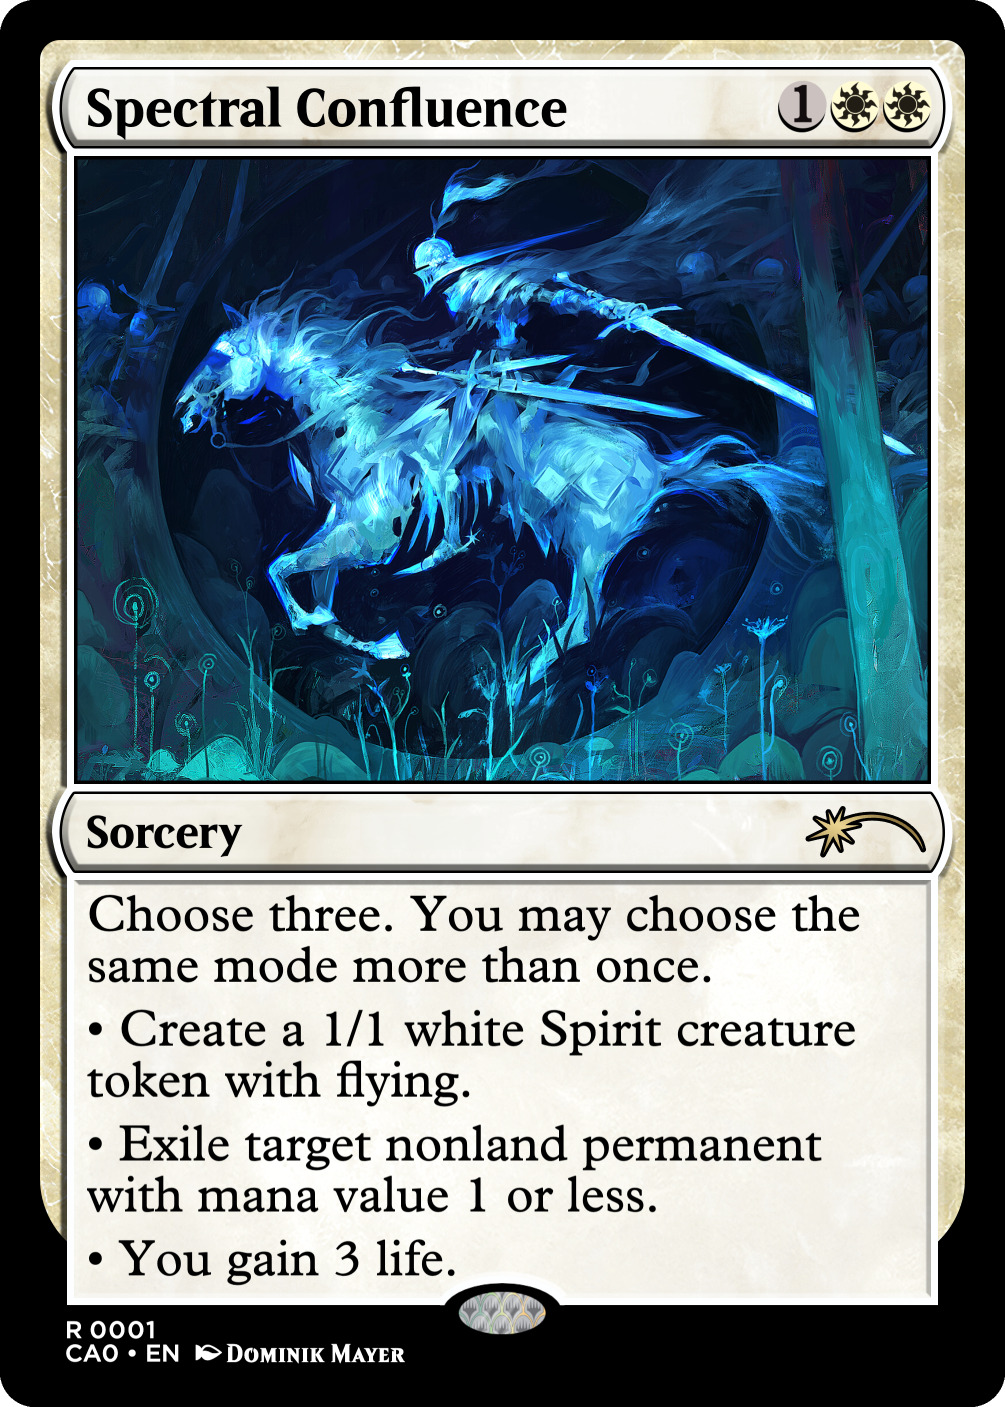 Spectral Confluence 1
Sorcery
Choose three. You may choose the
same mode more than once.
• Create a 1/1 white Spirit creature
token with flying.
• Exile target nonland permanent
with mana value 1 or less.
• You gain 3 life.
R 0001
CAO • EN DOMINIK MAYER